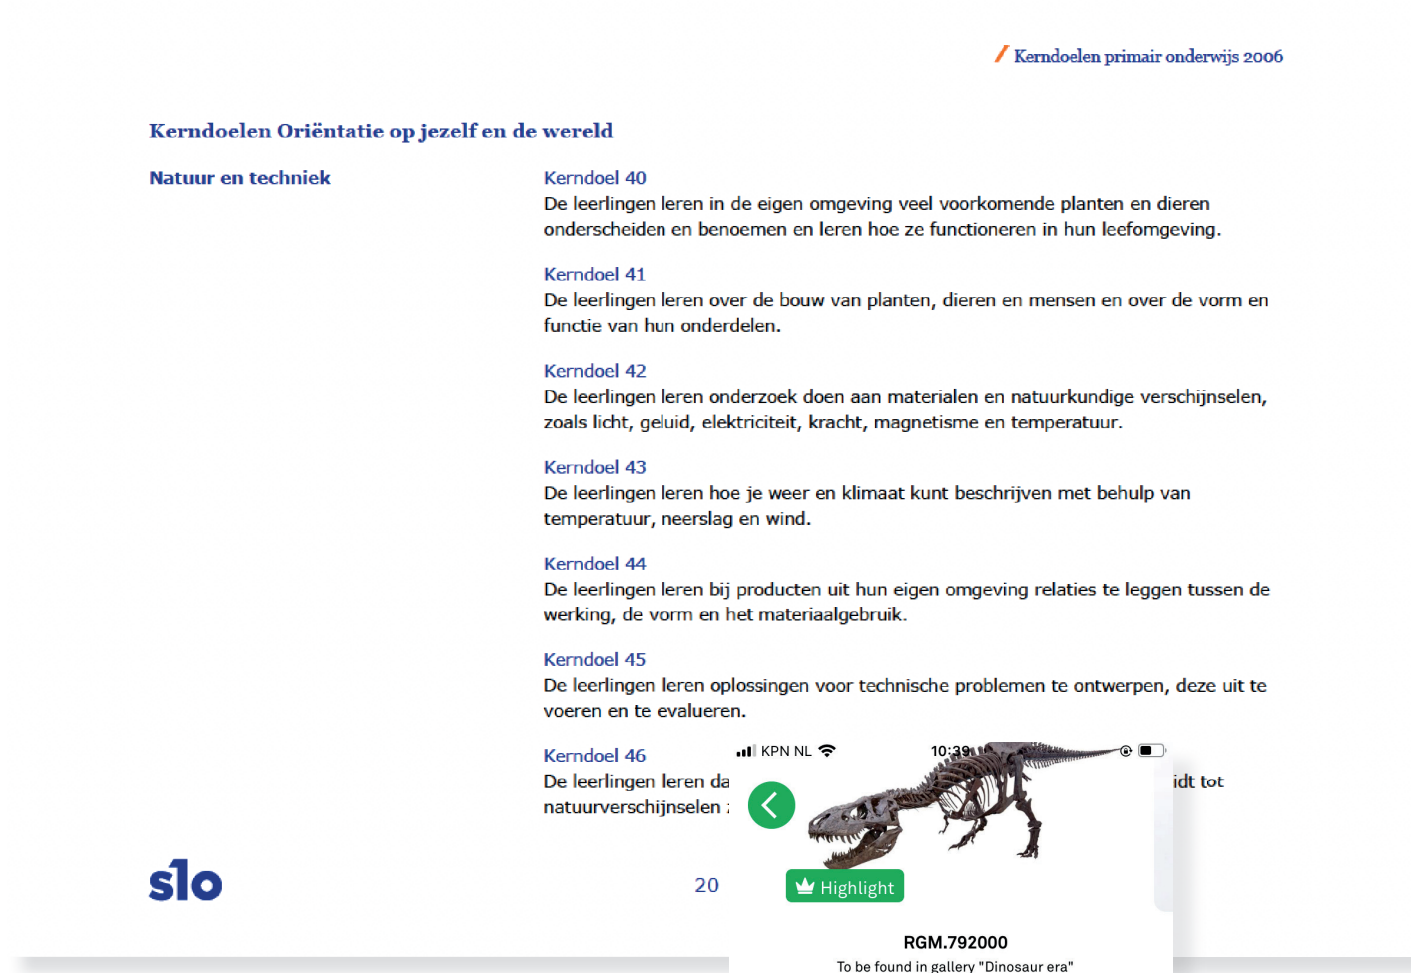 Kerndoelen primair onderwijs 2006
Kerndoelen Oriëntatie op jezelf en de wereld
Natuur en techniek
Kerndoel 40
De leerlingen leren in de eigen omgeving veel voorkomende planten en dieren
onderscheiden en benoemen en leren hoe ze functioneren in hun leefomgeving.
Kerndoel 41
De leerlingen leren over de bouw van planten, dieren en mensen en over de vorm en
functie van hun onderdelen.
Kerndoel 42
De leerlingen leren onderzoek doen aan materialen en natuurkundige verschijnselen,
zoals licht, geluid, elektriciteit, kracht, magnetisme en temperatuur.
Kerndoel 43
De leerlingen leren hoe je weer en klimaat kunt beschrijven met behulp van
temperatuur, neerslag en wind.
Kerndoel 44
De leerlingen leren bij producten uit hun eigen omgeving relaties te leggen tussen de
werking, de vorm en het materiaalgebruik.
Kerndoel 45
De leerlingen leren oplossingen voor technische problemen te ontwerpen, deze uit te
voeren en te evalueren.
Kerndoel 46
De leerlingen leren da
idt tot
natuurverschijnselen
slo
20
KPN NL 10:39
Highlight
RGM.792000
To be found in gallery "Dinosaur era"